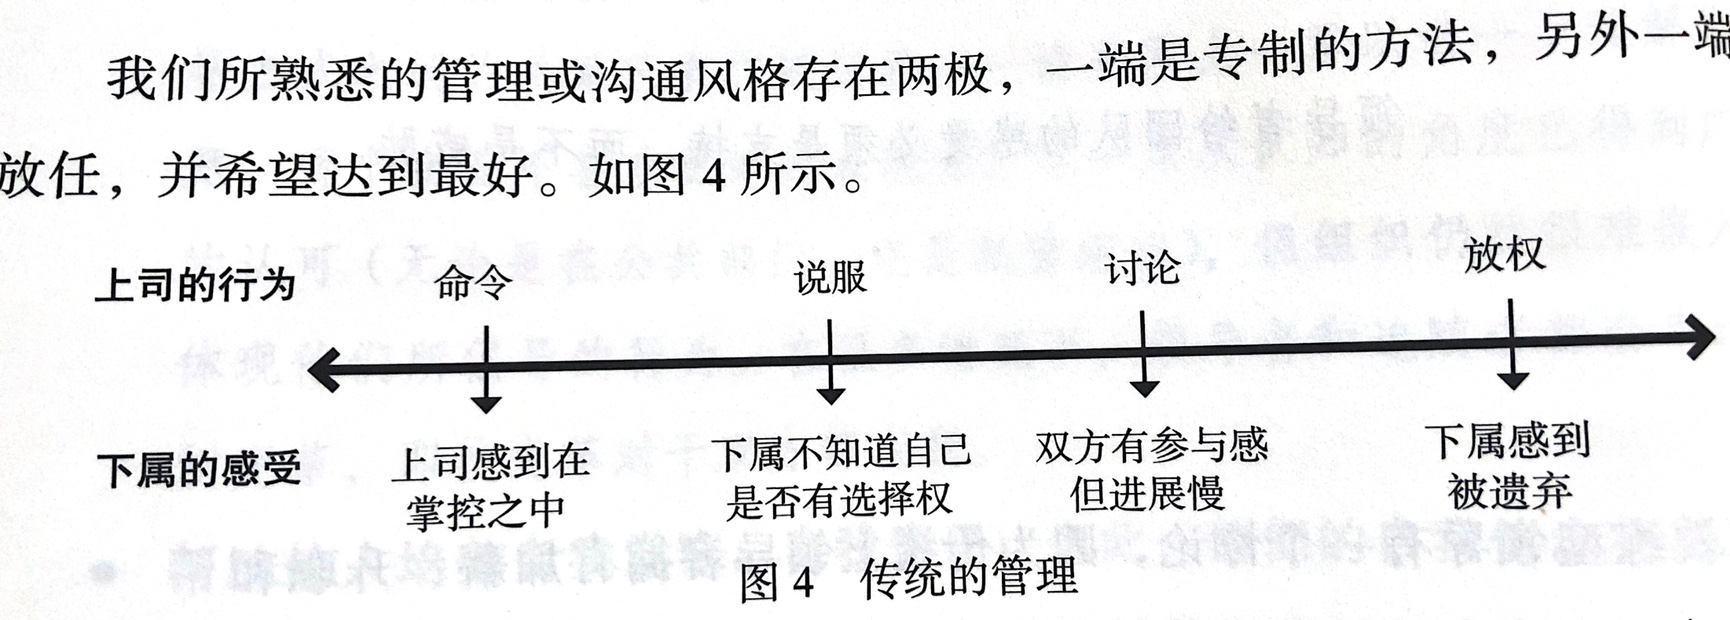 我们所熟悉的管理或沟通风格存在两极，一端是专制的方法，另外一端
放任，并希望达到最好。如图 4 所示。
上司的行为 命令 说服 讨论 放权
下属的感受 上司感到在 下属不知道自己 双方有参与感 下属感到
掌控之中 是否有选择权 但进展慢 被遗弃
图 4 传统的管理